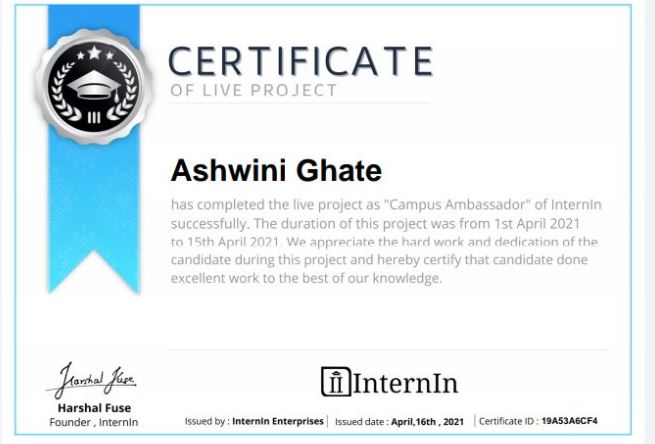 CERTIFICATE
OF LIVE PROJECT
Ashwini Ghate
has completed the live project as "Campus Ambassador" of InternIn
successfully. The duration of this project was from 1st April 2021
to 15th April 2021. We appreciate the hard work and dedication of the
candidate during this project and hereby certify that candidate done
excellent work to the best of our knowledge.
Harshal Fuse
InternIn
Harshal Fuse
Founder , InternIn
Issued by : InternIn Enterprises | Issued date : April,16th , 2021 | Certificate ID : 19A53A6CF4